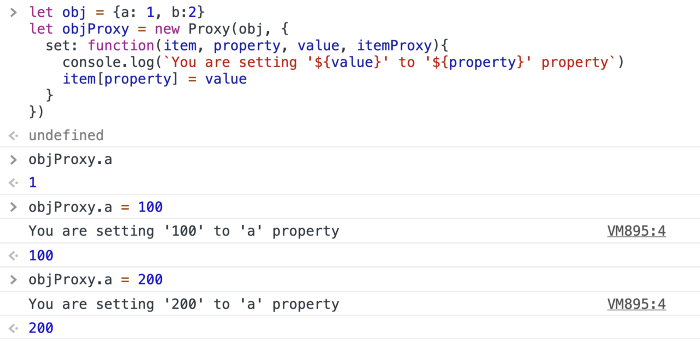 > let obj = {a: 1, b:2}
let objProxy = new Proxy(obj, {
  set: function(item, property, value, itemProxy){
    console.log(`You are setting '${value}' to '${property}' property`)
    item[property] = value
  }
})
< undefined
> objProxy.a
< 1
> objProxy.a = 100
You are setting '100' to 'a' property VM895:4
< 100
> objProxy.a = 200
You are setting '200' to 'a' property VM895:4
< 200